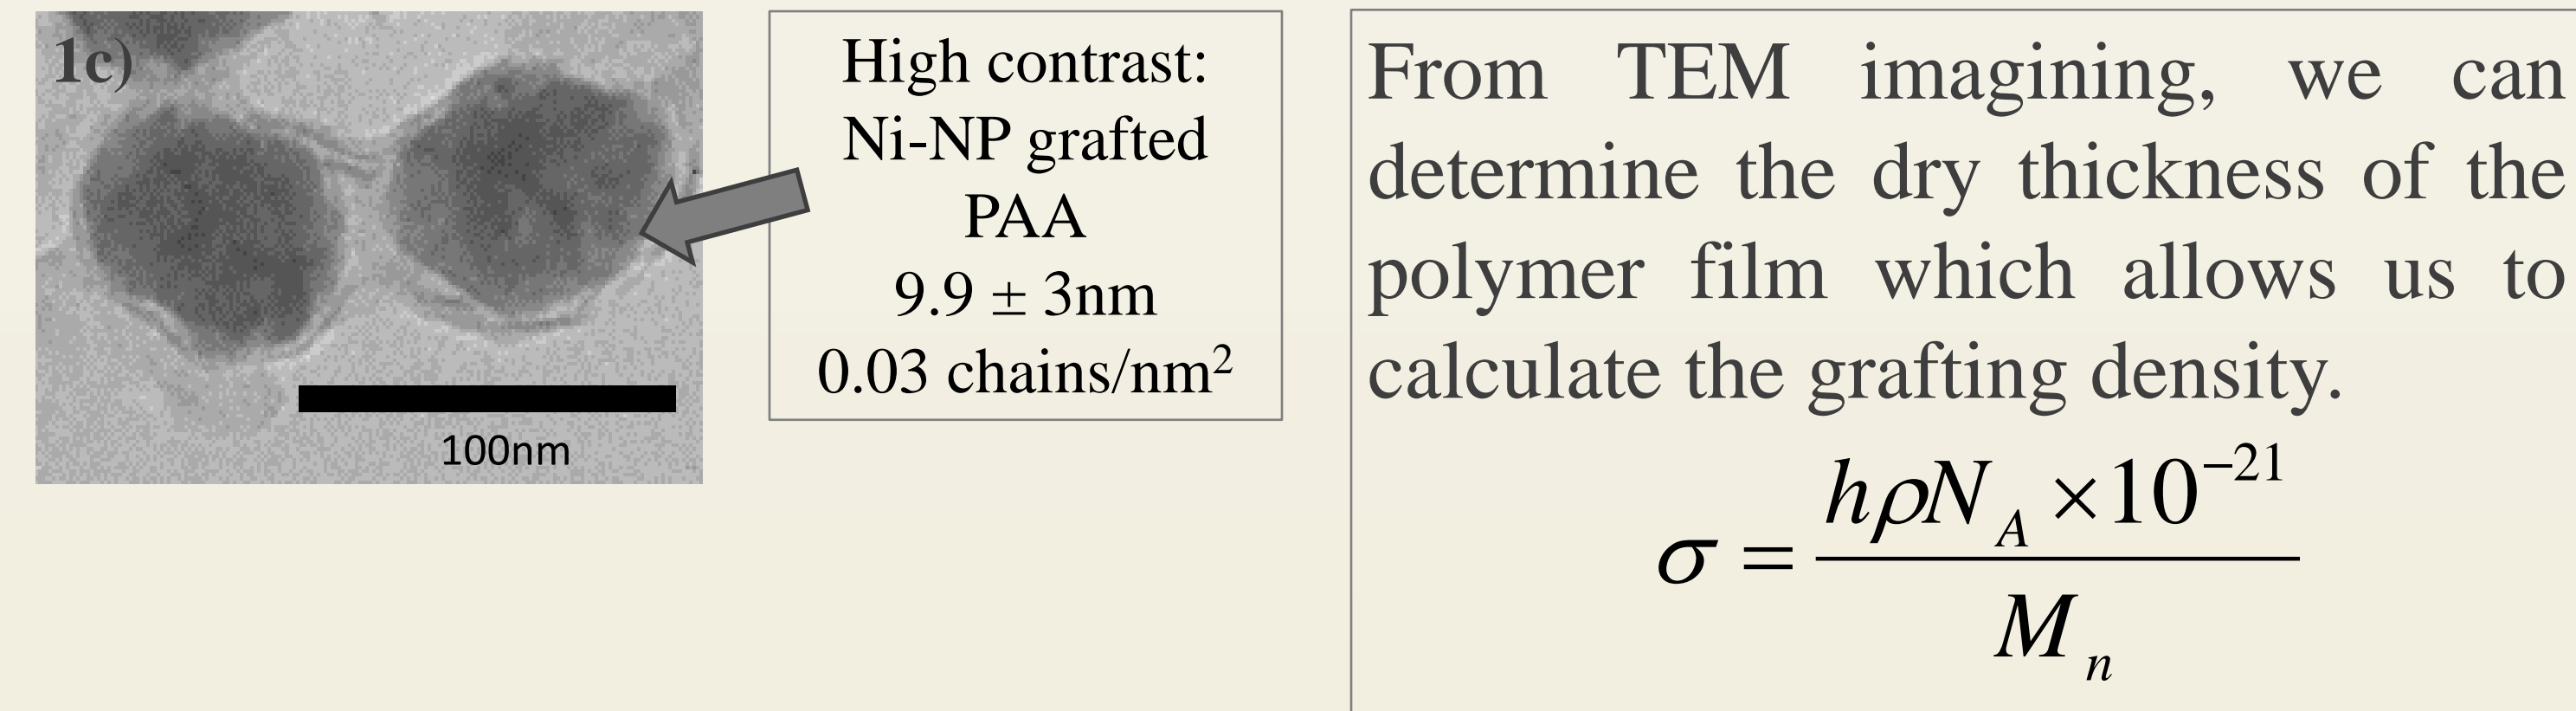 1c)
100nm
High contrast:
Ni-NP grafted
PAA
9.9 ± 3nm
0.03 chains/nm²
From TEM imagining, we can
determine the dry thickness of the
polymer film which allows us to
calculate the grafting density.
σ = hρN_A ×10⁻²¹ / M_n